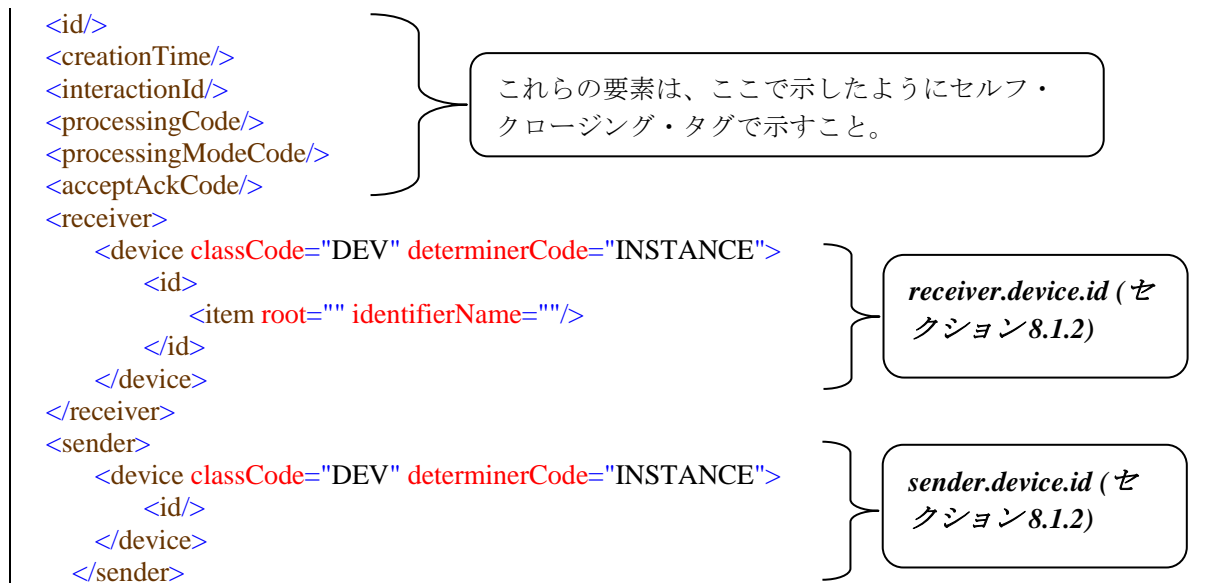 <id/>
<creationTime/>
<interactionId/>
<processingCode/>
<processingModeCode/>
<acceptAckCode/>
これらの要素は、ここで示したようにセルフ・
クロージング・タグで示すこと。
<receiver>
<device classCode="DEV" determinerCode="INSTANCE">
<id>
<item root="" identifierName=""/>
</id>
</device>
</receiver>
receiver.device.id (セ
クション8.1.2)
<sender>
<device classCode="DEV" determinerCode="INSTANCE">
<id/>
</device>
</sender>
sender.device.id (セ
クション8.1.2)